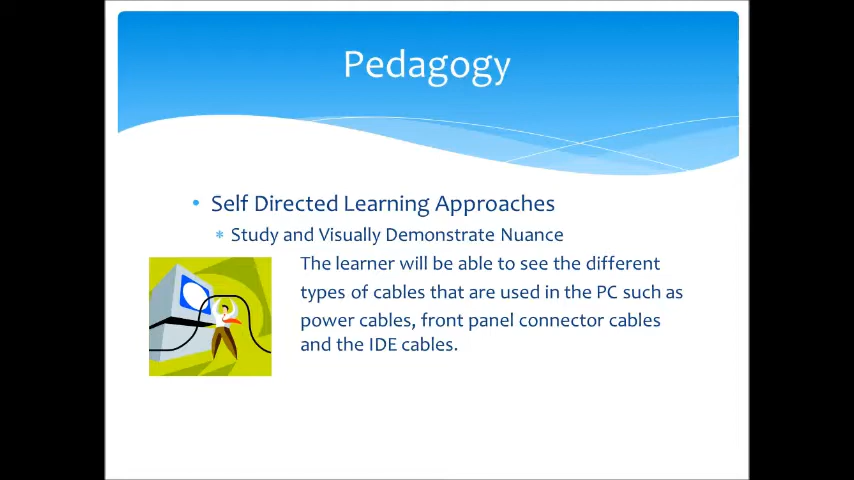 Pedagogy
• Self Directed Learning Approaches
* Study and Visually Demonstrate Nuance
The learner will be able to see the different
types of cables that are used in the PC such as
power cables, front panel connector cables
and the IDE cables.